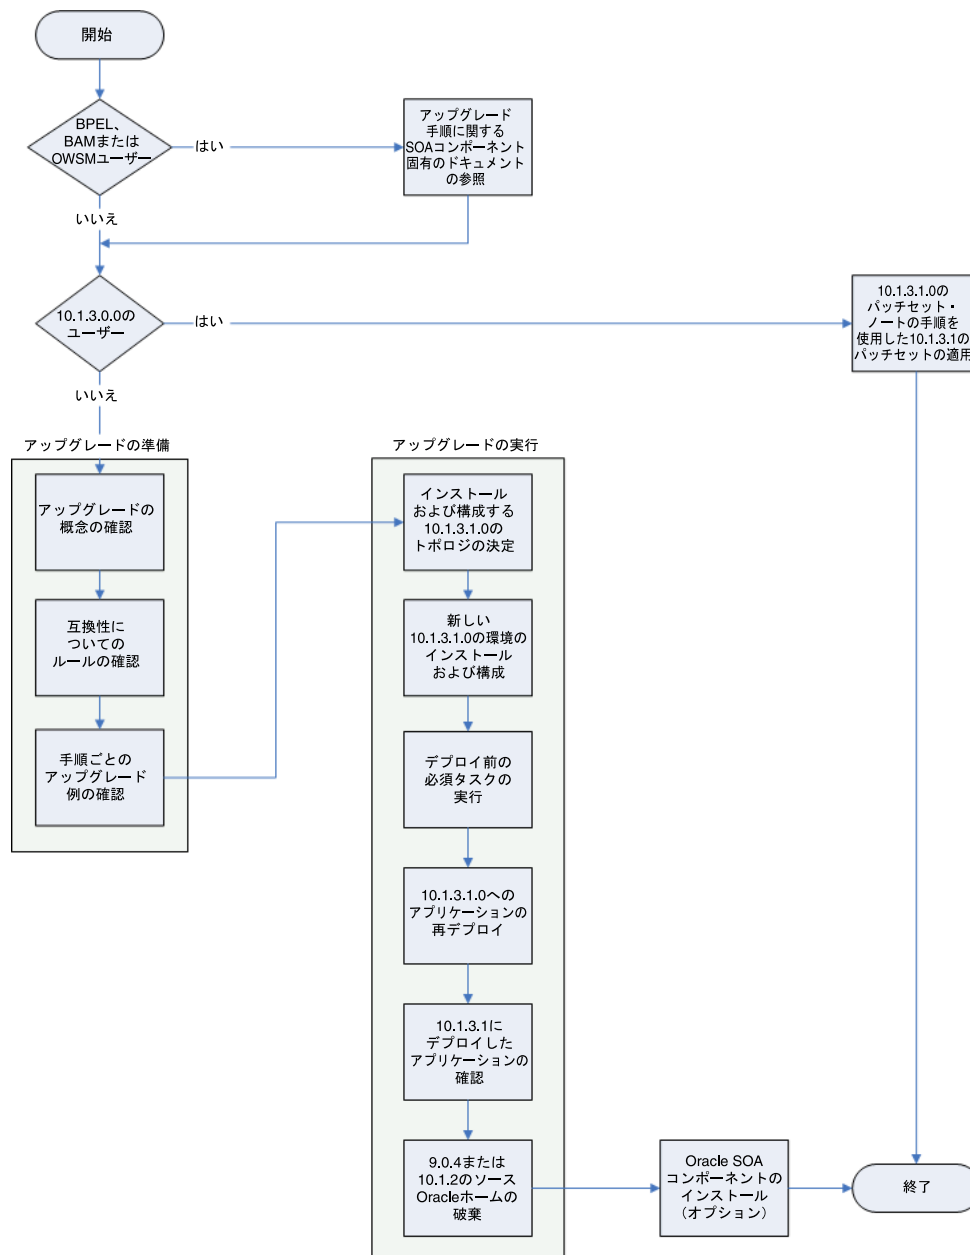 開始
BPEL、
BAMまたは
OWSMユーザー
はい
アップグレード
手順に関する
SOAコンポーネント
固有のドキュメント
の参照
いいえ
10.1.3.0.0の
ユーザー
はい
10.1.3.1.0の
パッチセット・
ノートの手順を
使用した10.1.3.1の
パッチセットの適用
いいえ
アップグレードの準備
アップグレードの
概念の確認
互換性に
ついての
ルールの確認
手順ごとの
アップグレード
例の確認
アップグレードの実行
インストール
および構成する
10.1.3.1.0の
トポロジの決定
新しい
10.1.3.1.0の環境の
インストール
および構成
デプロイ前の
必須タスクの
実行
10.1.3.1.0への
アプリケーションの
再デプロイ
10.1.3.1に
デプロイした
アプリケーションの
確認
9.0.4または
10.1.2のソース
Oracleホームの
破棄
Oracle SOA
コンポーネントの
インストール
（オプション）
終了